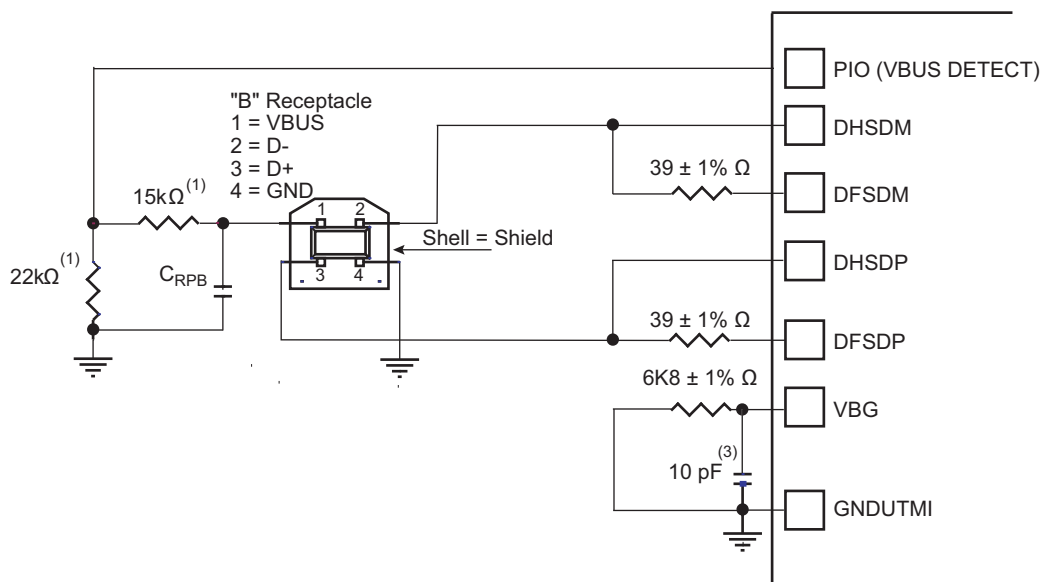 PIO (VBUS DETECT)
"B" Receptacle
1 = VBUS
2 = D-
3 = D+
4 = GND
DHSDM
39 ± 1% Ω
DFSDM
15kΩ(1)
1 2
Shell = Shield
3 4
22kΩ(1)
CRPB
DHSDP
39 ± 1% Ω
DFSDP
6K8 ± 1% Ω
VBG
10 pF(3)
GNDUTMI